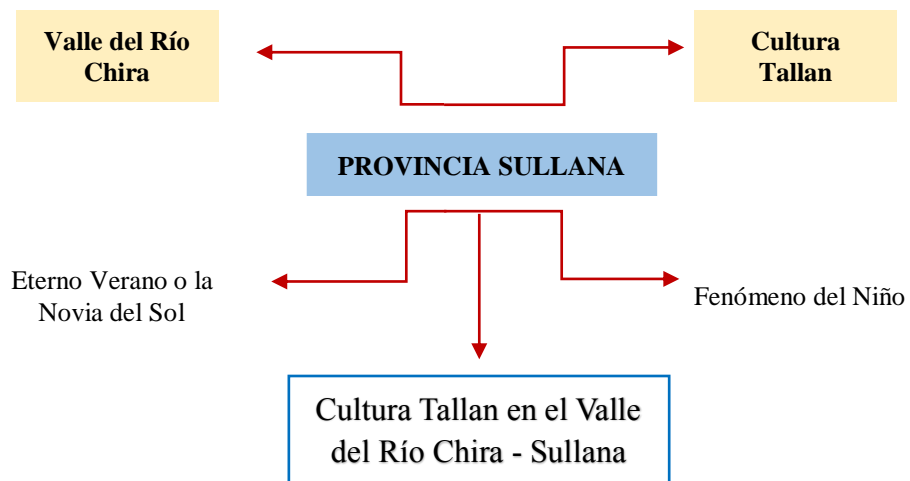 Valle del Río
Chira
Cultura
Tallan
PROVINCIA SULLANA
Eterno Verano o la
Novia del Sol
Fenómeno del Niño
Cultura Tallan en el Valle
del Río Chira - Sullana